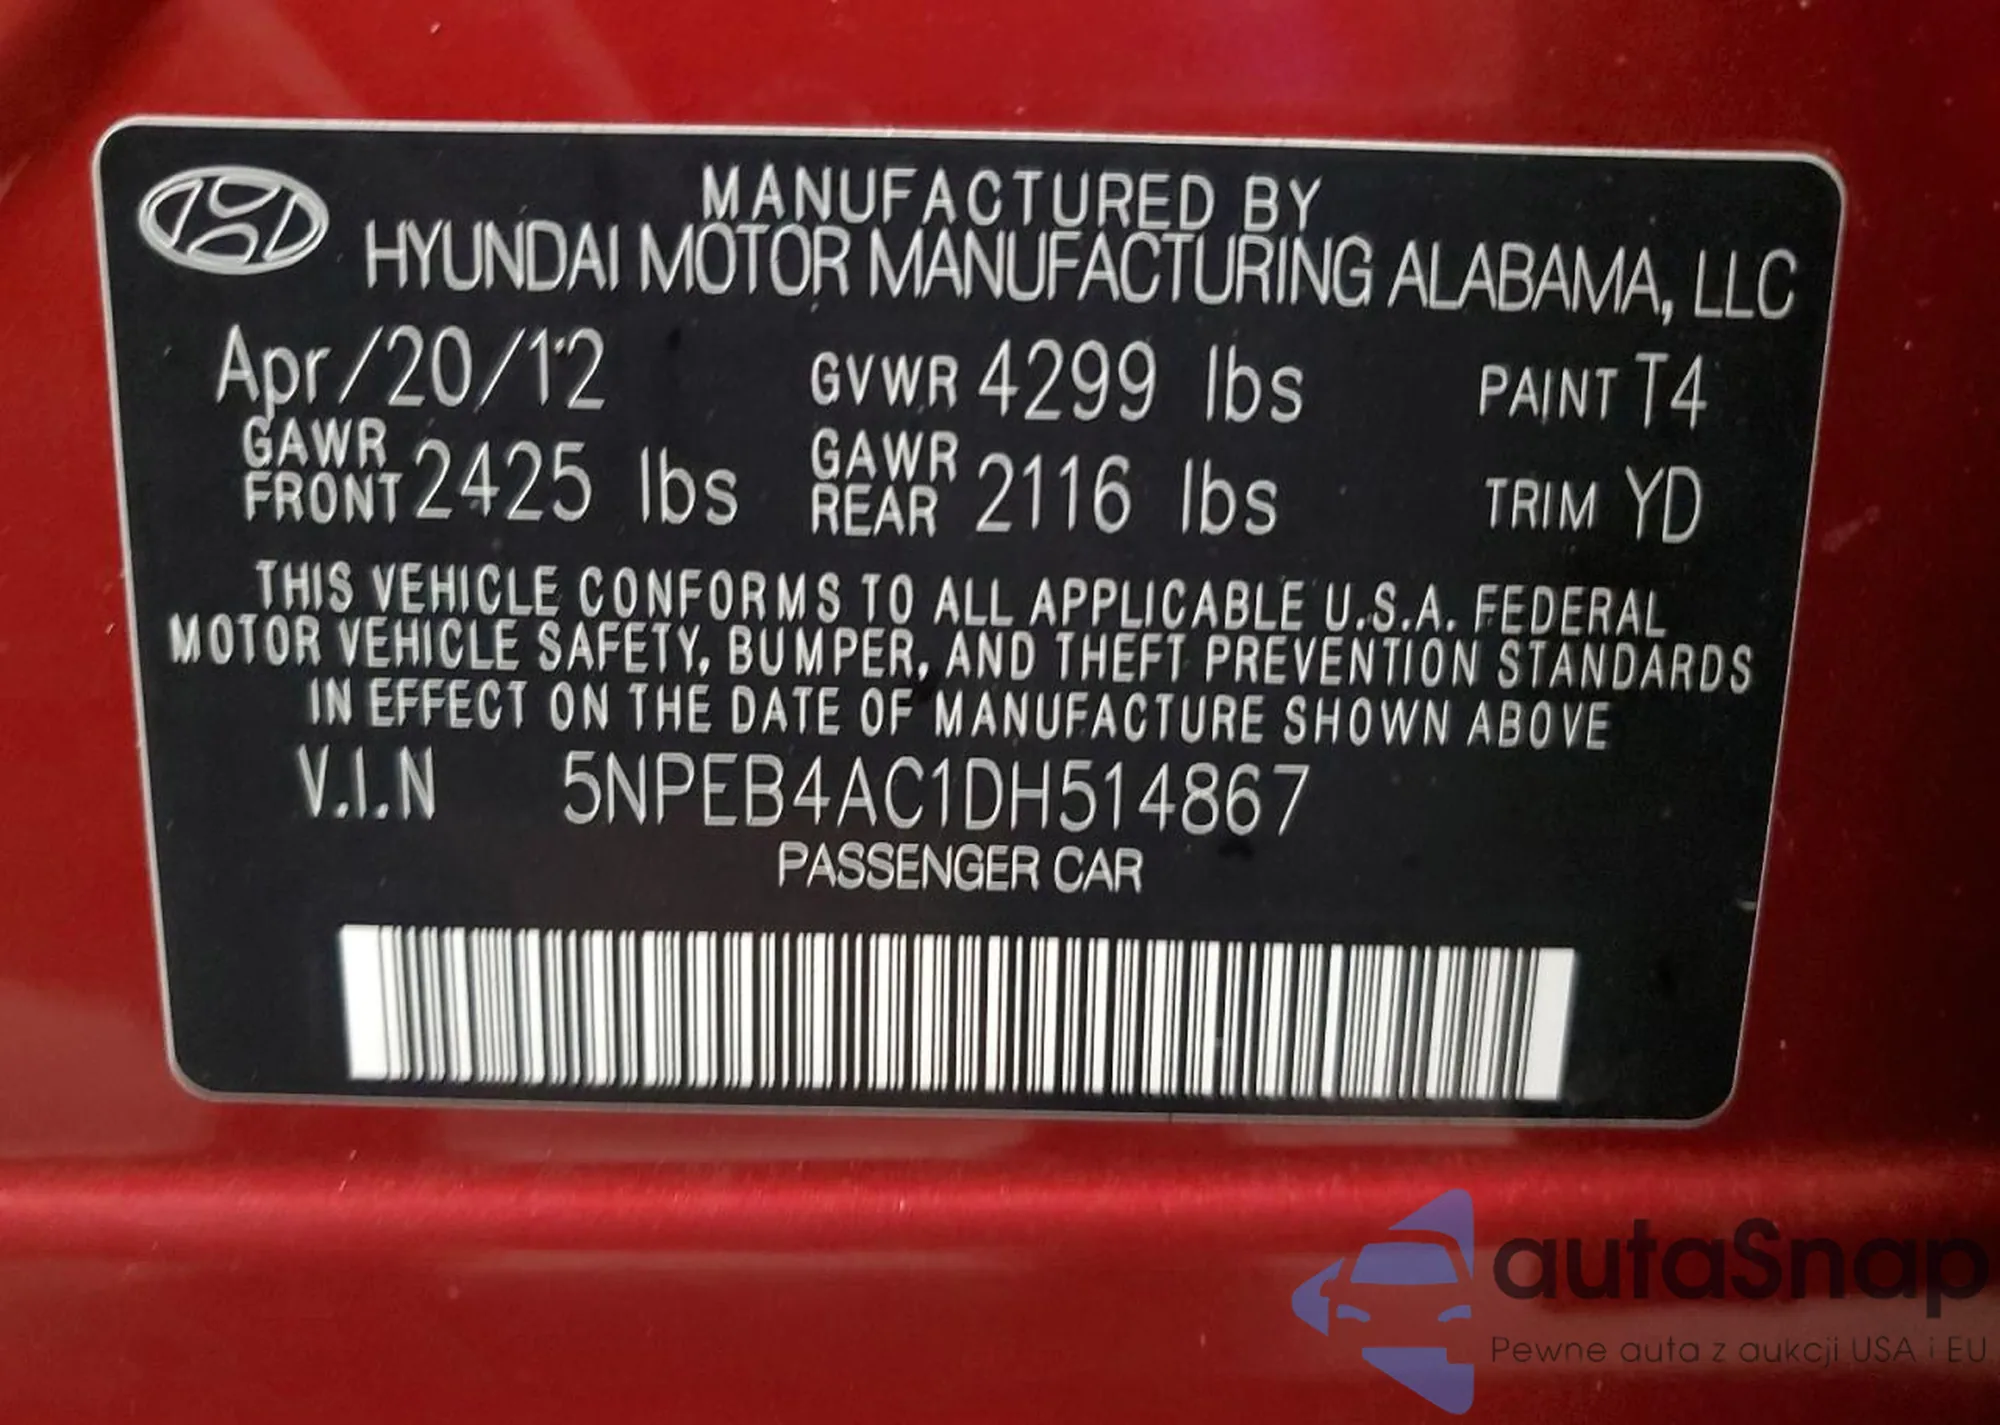 MANUFACTURED BY
HYUNDAI MOTOR MANUFACTURING ALABAMA, LLC
Apr/20/12 GVWR 4299 lbs PAINT T4
GAWR FRONT 2425 lbs GAWR REAR 2116 lbs TRIM YD
THIS VEHICLE CONFORMS TO ALL APPLICABLE U.S.A. FEDERAL
MOTOR VEHICLE SAFETY, BUMPER, AND THEFT PREVENTION STANDARDS
IN EFFECT ON THE DATE OF MANUFACTURE SHOWN ABOVE
V.I.N 5NPEB4AC1DH514867
PASSENGER CAR
autaSnap
Pewne auta z aukcji USA i EU